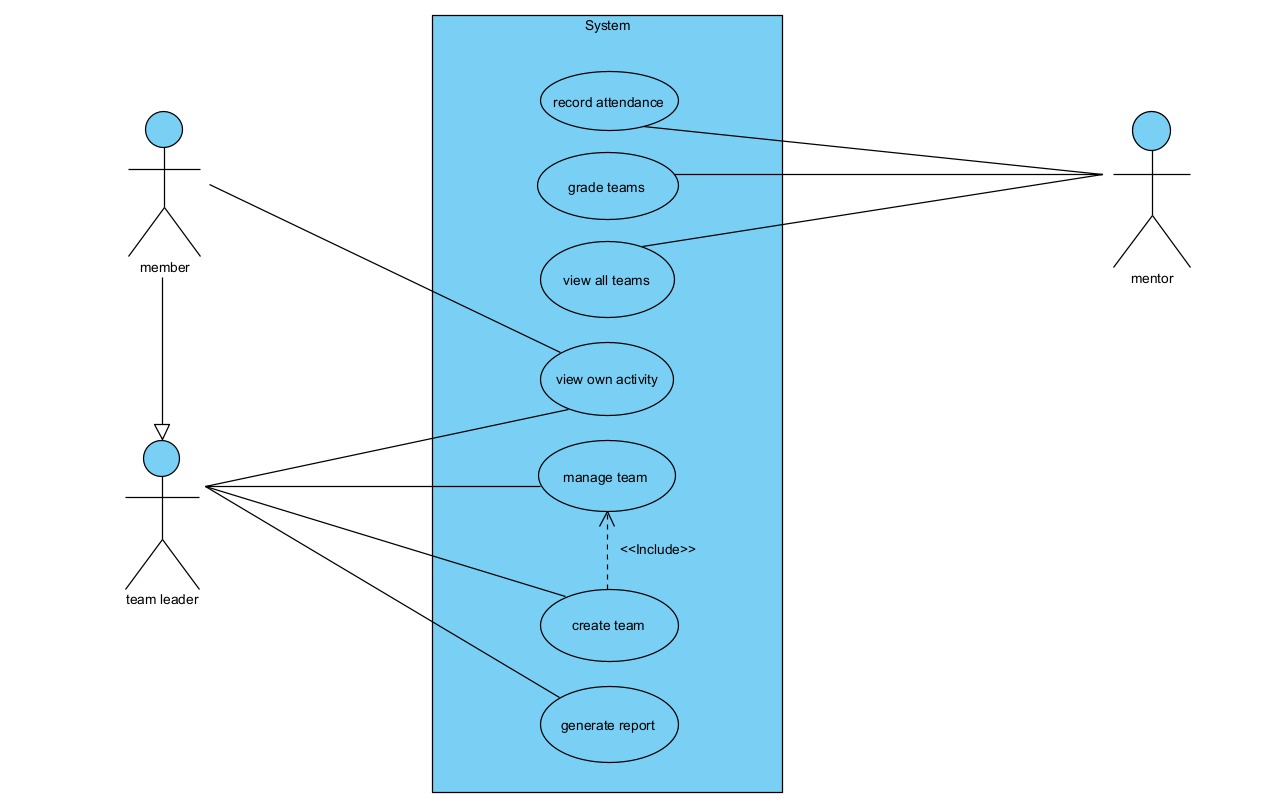 System
record attendance
grade teams
view all teams
member
mentor
view own activity
manage team
<<Include>>
team leader
create team
generate report